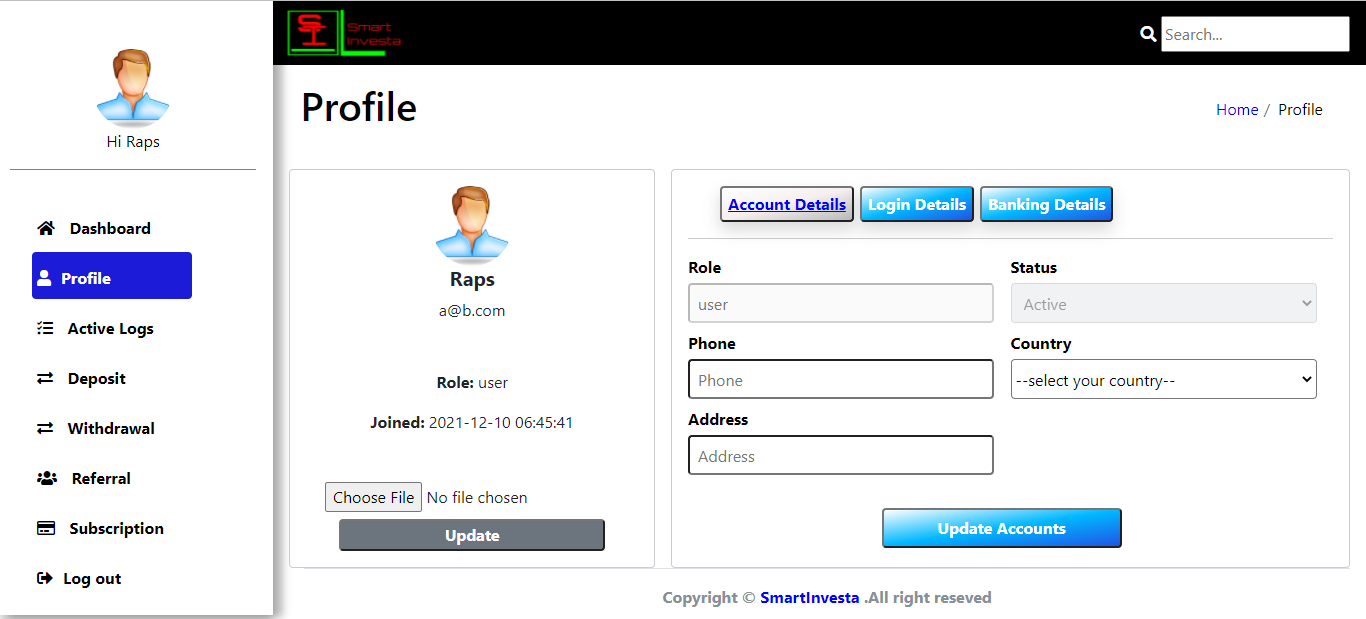 Smart
Investa
Search...
Hi Raps
Dashboard
Profile
Active Logs
Deposit
Withdrawal
Referral
Subscription
Log out
Profile
Home / Profile
Raps
a@b.com
Role: user
Joined: 2021-12-10 06:45:41
Choose File No file chosen
Update
Account Details Login Details Banking Details
Role Status
user Active
Phone Country
Phone --select your country--
Address
Address
Update Accounts
Copyright © SmartInvesta .All right reseved